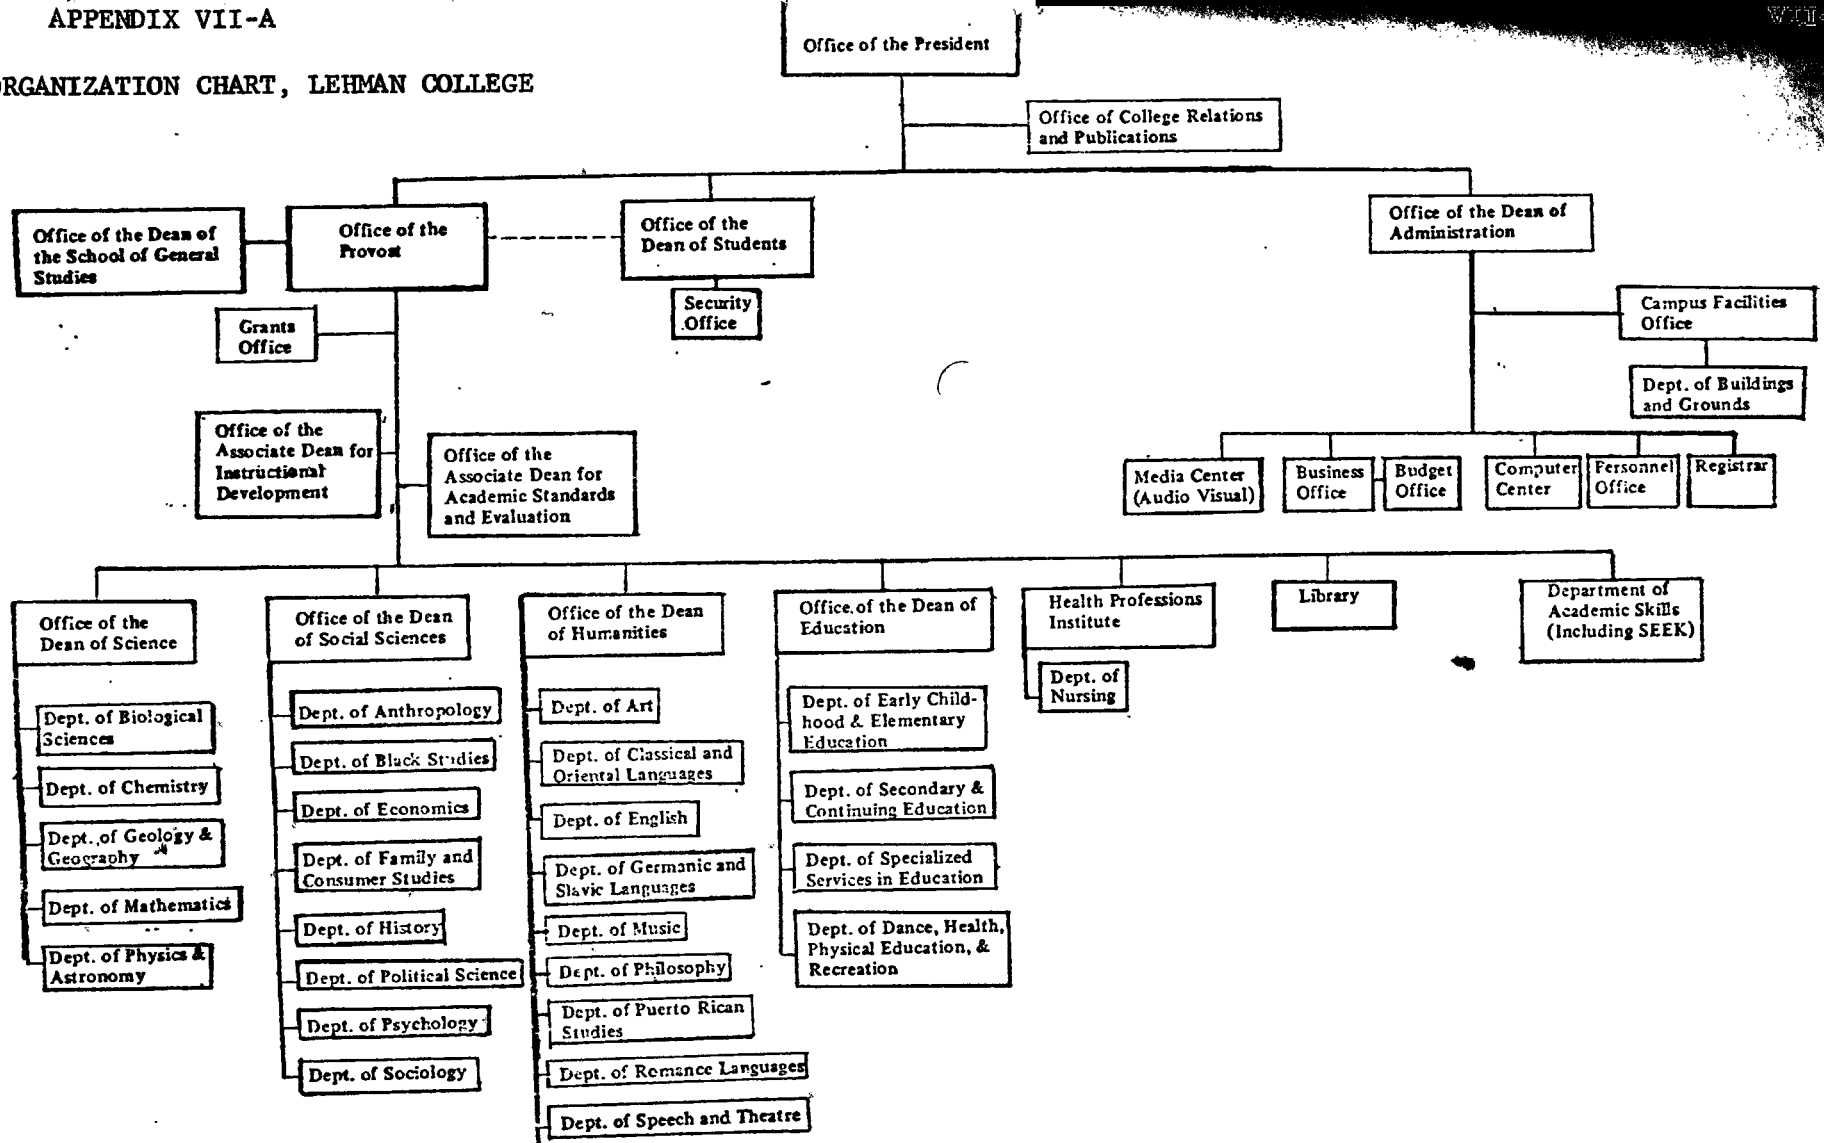 APPENDIX VII-A
ORGANIZATION CHART, LEHMAN COLLEGE
Office of the President
Office of College Relations
and Publications
Office of the Dean of
the School of General
Studies
Office of the
Provost
Office of the
Dean of Students
Office of the Dean of
Administration
Security
Office
Grants
Office
Campus Facilities
Office
Dept. of Buildings
and Grounds
Office of the
Associate Dean for
Instructional
Development
Office of the
Associate Dean for
Academic Standards
and Evaluation
Media Center
(Audio Visual)
Business
Office
Budget
Office
Computer
Center
Personnel
Office
Registrar
Office of the
Dean of Science
Office of the Dean
of Social Sciences
Office of the Dean
of Humanities
Office of the Dean of
Education
Health Professions
Institute
Library
Department of
Academic Skills
(Including SEEK)
Dept. of Biological
Sciences
Dept. of Chemistry
Dept. of Geology &
Geography
Dept. of Mathematics
Dept. of Physics &
Astronomy
Dept. of Anthropology
Dept. of Black Studies
Dept. of Economics
Dept. of Family and
Consumer Studies
Dept. of History
Dept. of Political Science
Dept. of Psychology
Dept. of Sociology
Dept. of Art
Dept. of Classical and
Oriental Languages
Dept. of English
Dept. of Germanic and
Slavic Languages
Dept. of Music
Dept. of Philosophy
Dept. of Puerto Rican
Studies
Dept. of Romance Languages
Dept. of Speech and Theatre
Dept. of Early Child-
hood & Elementary
Education
Dept. of Secondary &
Continuing Education
Dept. of Specialized
Services in Education
Dept. of Dance, Health,
Physical Education, &
Recreation
Dept. of
Nursing